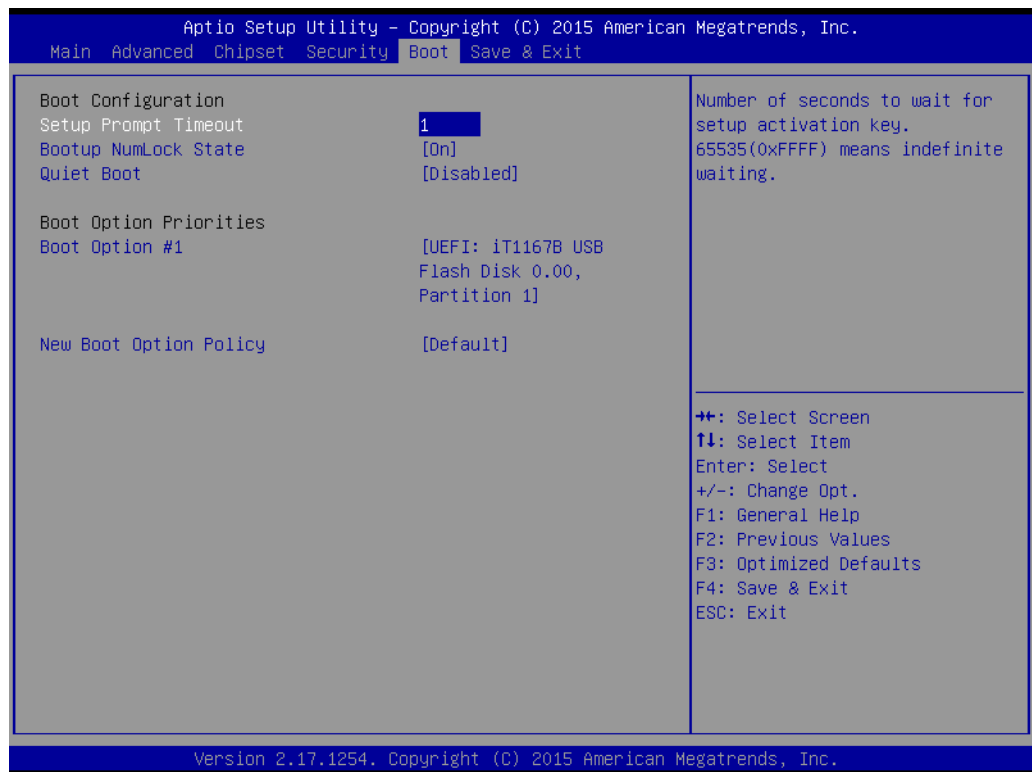 Aptio Setup Utility – Copyright (C) 2015 American Megatrends, Inc.
Main Advanced Chipset Security Boot Save & Exit
Boot Configuration
Setup Prompt Timeout 1
Bootup NumLock State [On]
Quiet Boot [Disabled]
Boot Option Priorities
Boot Option #1 [UEFI: iT1167B USB
Flash Disk 0.00,
Partition 1]
New Boot Option Policy [Default]
Number of seconds to wait for
setup activation key.
65535(0xFFFF) means indefinite
waiting.
→←: Select Screen
↑↓: Select Item
Enter: Select
+/-: Change Opt.
F1: General Help
F2: Previous Values
F3: Optimized Defaults
F4: Save & Exit
ESC: Exit
Version 2.17.1254. Copyright (C) 2015 American Megatrends, Inc.